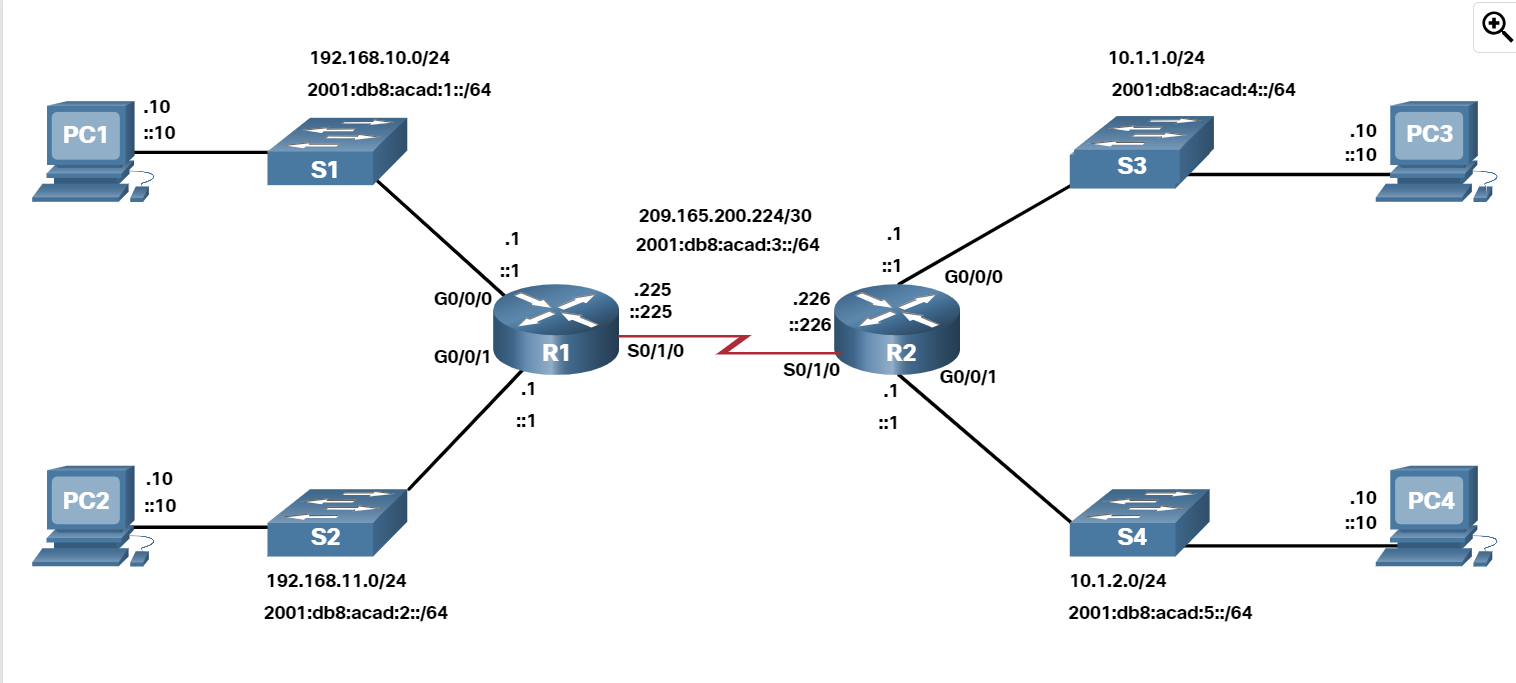 192.168.10.0/24
2001:db8:acad:1::/64
.10
::10
PC1
S1
10.1.1.0/24
2001:db8:acad:4::/64
.10
::10
PC3
S3
209.165.200.224/30
2001:db8:acad:3::/64
.1
::1
G0/0/0
.225
::225
G0/0/1
R1
S0/1/0
.1
::1
.1
::1
G0/0/0
.226
::226
R2
S0/1/0
G0/0/1
.1
::1
.10
::10
PC2
S2
192.168.11.0/24
2001:db8:acad:2::/64
.10
::10
PC4
S4
10.1.2.0/24
2001:db8:acad:5::/64